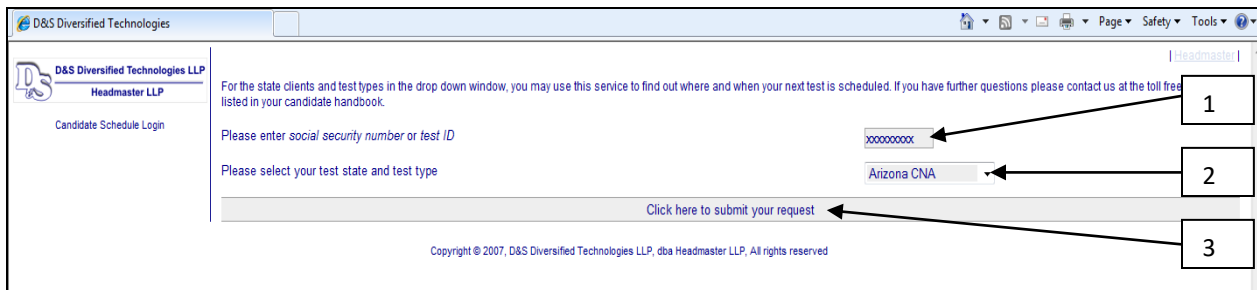 D&S Diversified Technologies
Page Safety Tools
| Headmaster |
D&S Diversified Technologies LLP
Headmaster LLP
DS
Candidate Schedule Login
For the state clients and test types in the drop down window, you may use this service to find out where and when your next test is scheduled. If you have further questions please contact us at the toll free
listed in your candidate handbook.
1
Please enter social security number or test ID
xxxxxxxxx
Please select your test state and test type
Arizona CNA
2
Click here to submit your request
3
Copyright © 2007, D&S Diversified Technologies LLP, dba Headmaster LLP, All rights reserved